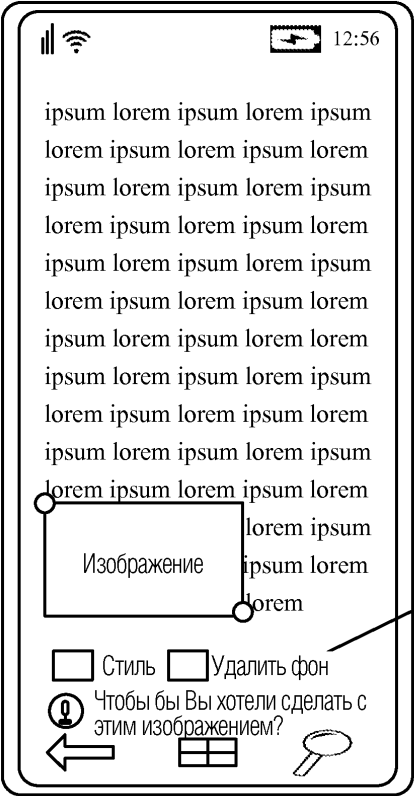 12:56
ipsum lorem ipsum lorem ipsum
lorem ipsum lorem ipsum lorem
ipsum lorem ipsum lorem ipsum
lorem ipsum lorem ipsum lorem
ipsum lorem ipsum lorem ipsum
lorem ipsum lorem ipsum lorem
ipsum lorem ipsum lorem ipsum
ipsum lorem ipsum lorem ipsum
lorem ipsum lorem ipsum lorem
ipsum lorem ipsum lorem ipsum
lorem ipsum lorem ipsum lorem
lorem ipsum
Изображение ipsum lorem
lorem
Стиль Удалить фон
Чтобы бы Вы хотели сделать с
этим изображением?